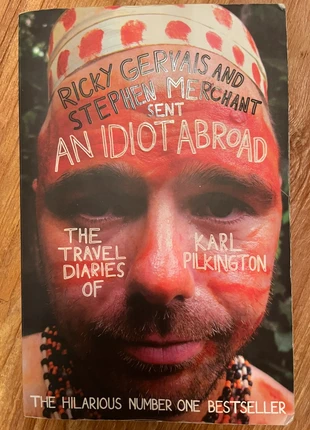 RICKY GERVAIS AND
STEPHEN MERCHANT
SENT
AN IDIOT ABROAD
THE
TRAVEL
DIARIES
OF
KARL
PILKINGTON
THE HILARIOUS NUMBER ONE BESTSELLER